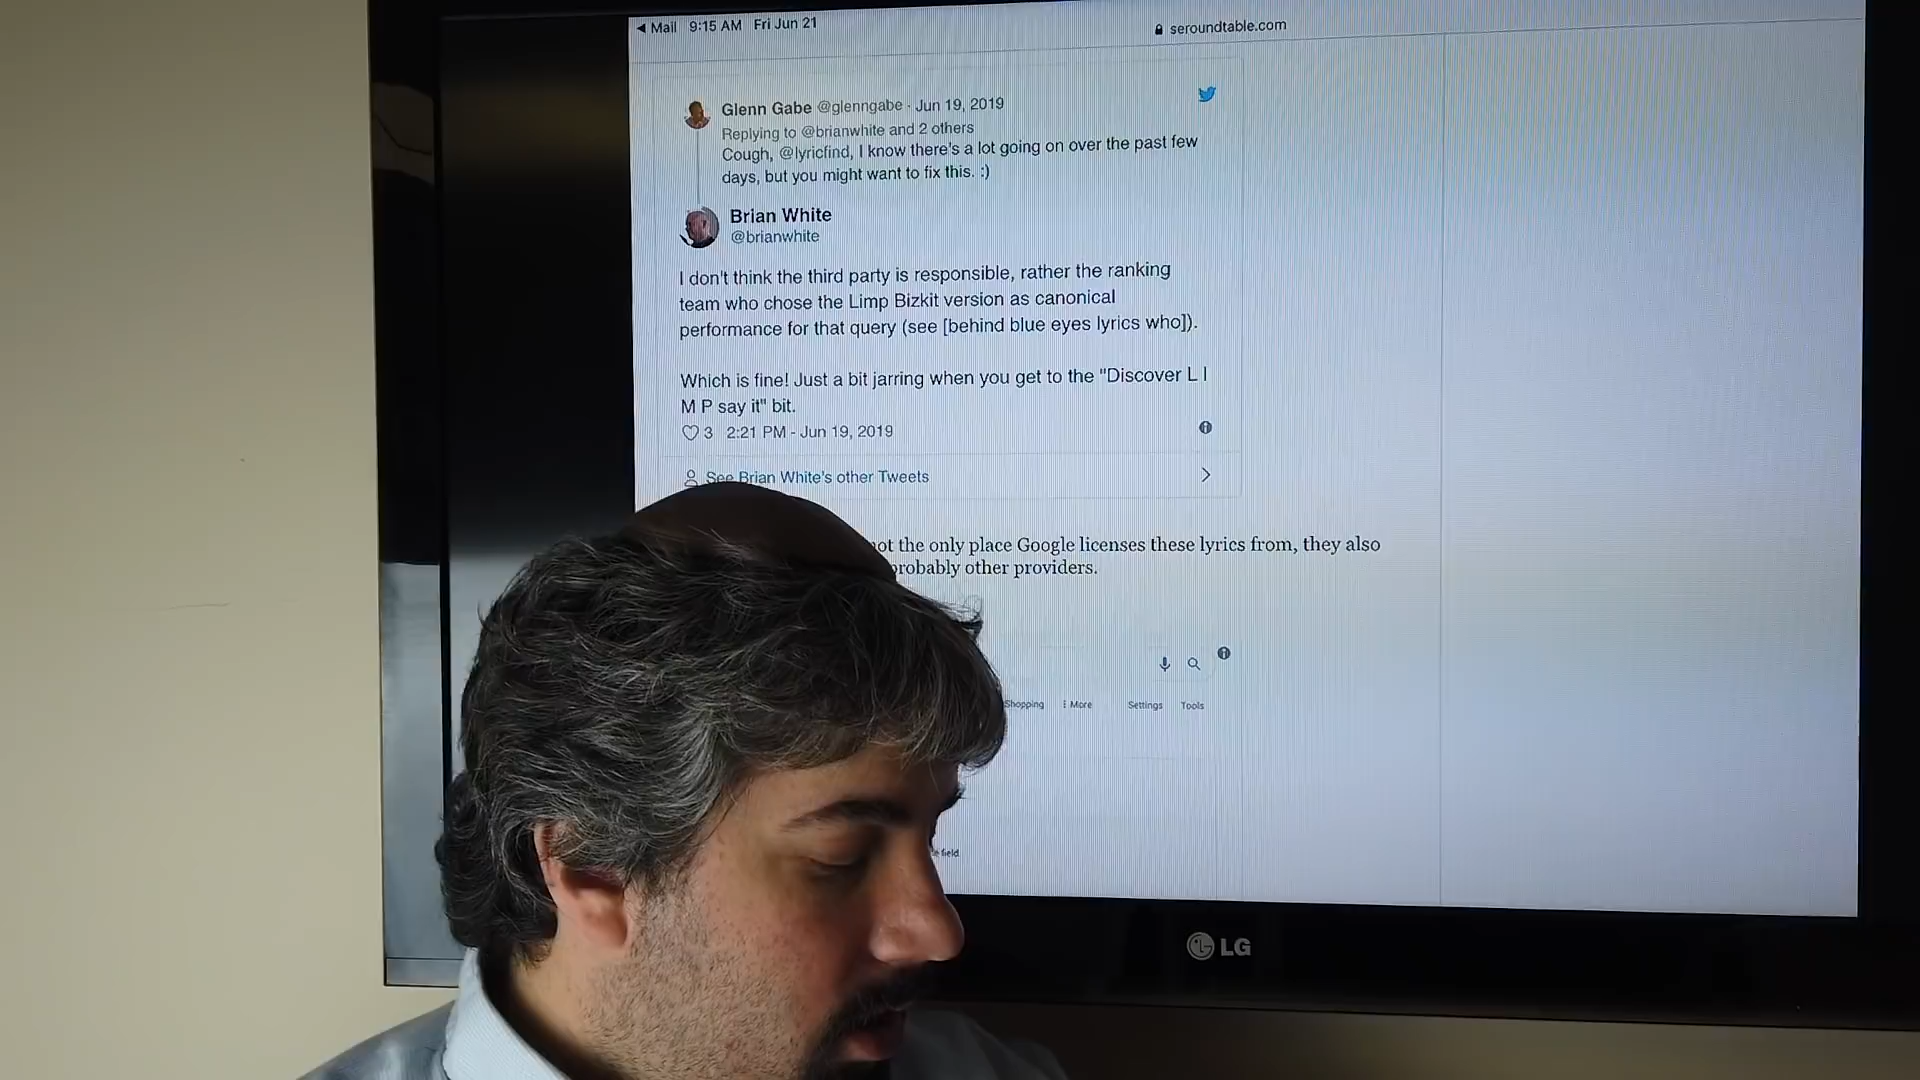 Mail 9:15 AM Fri Jun 21
seroundtable.com
Glenn Gabe @glenngabe · Jun 19, 2019
Replying to @brianwhite and 2 others
Cough, @lyricfind, I know there's a lot going on over the past few
days, but you might want to fix this. :)
Brian White
@brianwhite
I don't think the third party is responsible, rather the ranking
team who chose the Limp Bizkit version as canonical
performance for that query (see [behind blue eyes lyrics who]).
Which is fine! Just a bit jarring when you get to the "Discover L I
M P say it" bit.
3 2:21 PM - Jun 19, 2019
See Brian White's other Tweets
the only place Google licenses these lyrics from, they also
probably other providers.
Shopping More Settings Tools
field
LG